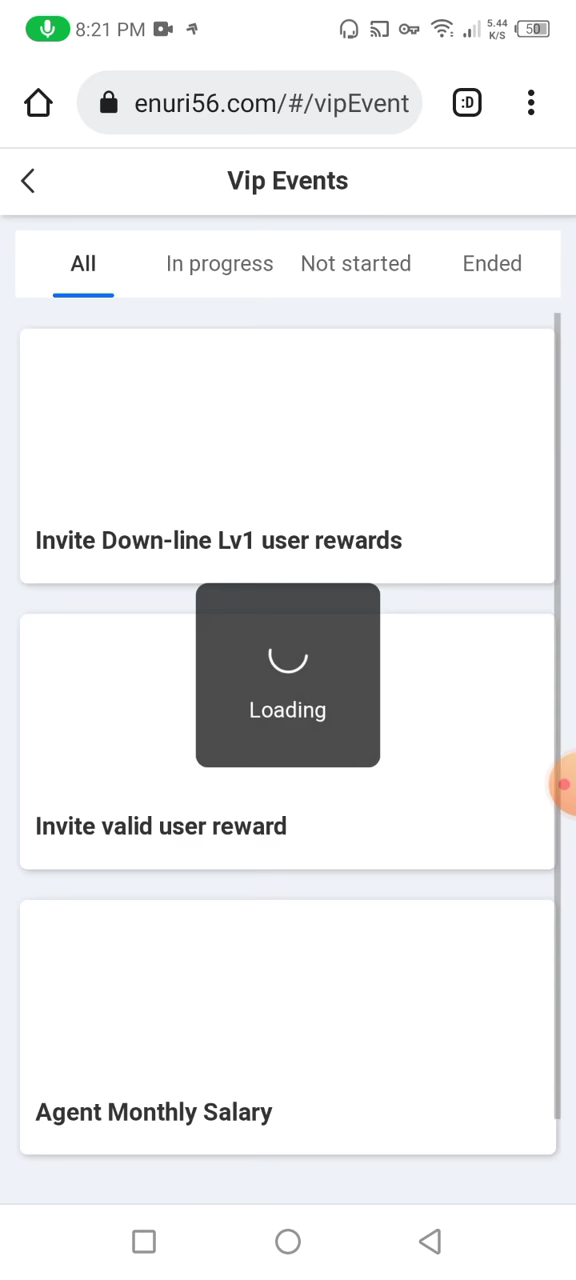 8:21 PM 5.44 K/S 50
enuri56.com/#/vipEvent :D
Vip Events
All In progress Not started Ended
Invite Down-line Lv1 user rewards
Loading
Invite valid user reward
Agent Monthly Salary